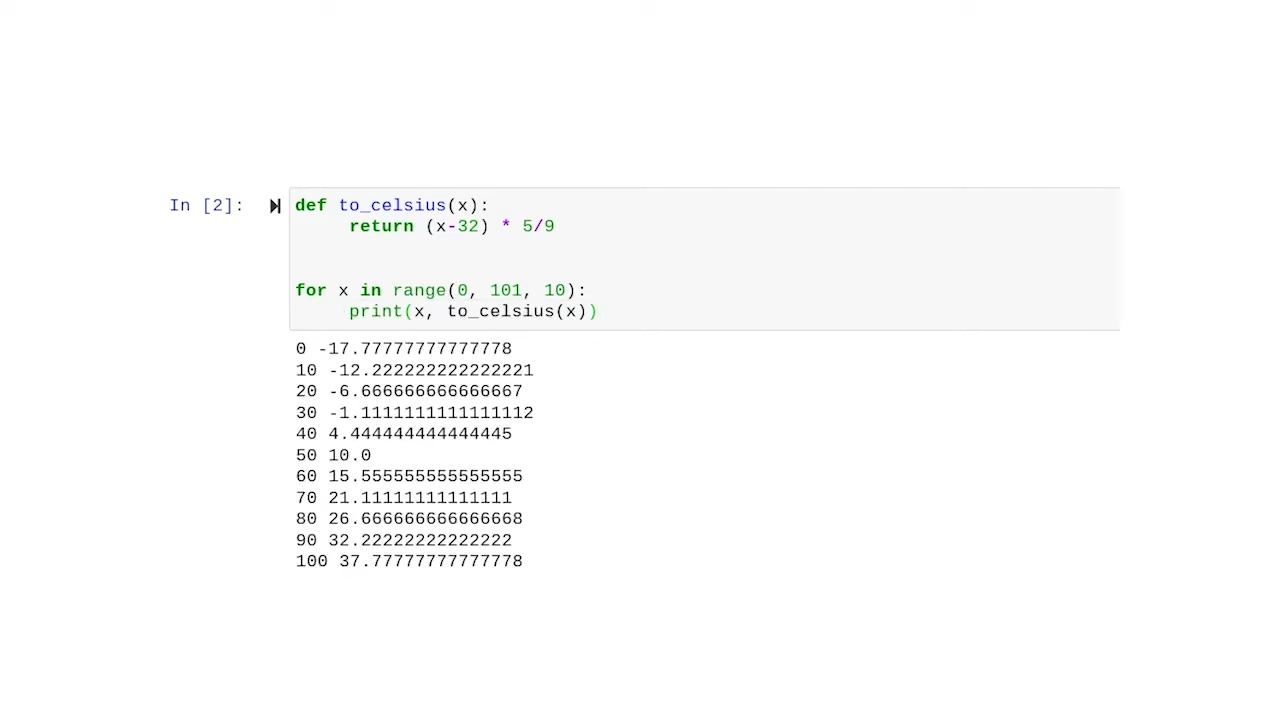 In [2]:
def to_celsius(x):
     return (x-32) * 5/9
for x in range(0, 101, 10):
     print(x, to_celsius(x))
0 -17.77777777777778
10 -12.222222222222221
20 -6.666666666666667
30 -1.1111111111111112
40 4.444444444444445
50 10.0
60 15.555555555555555
70 21.11111111111111
80 26.666666666666668
90 32.22222222222222
100 37.77777777777778